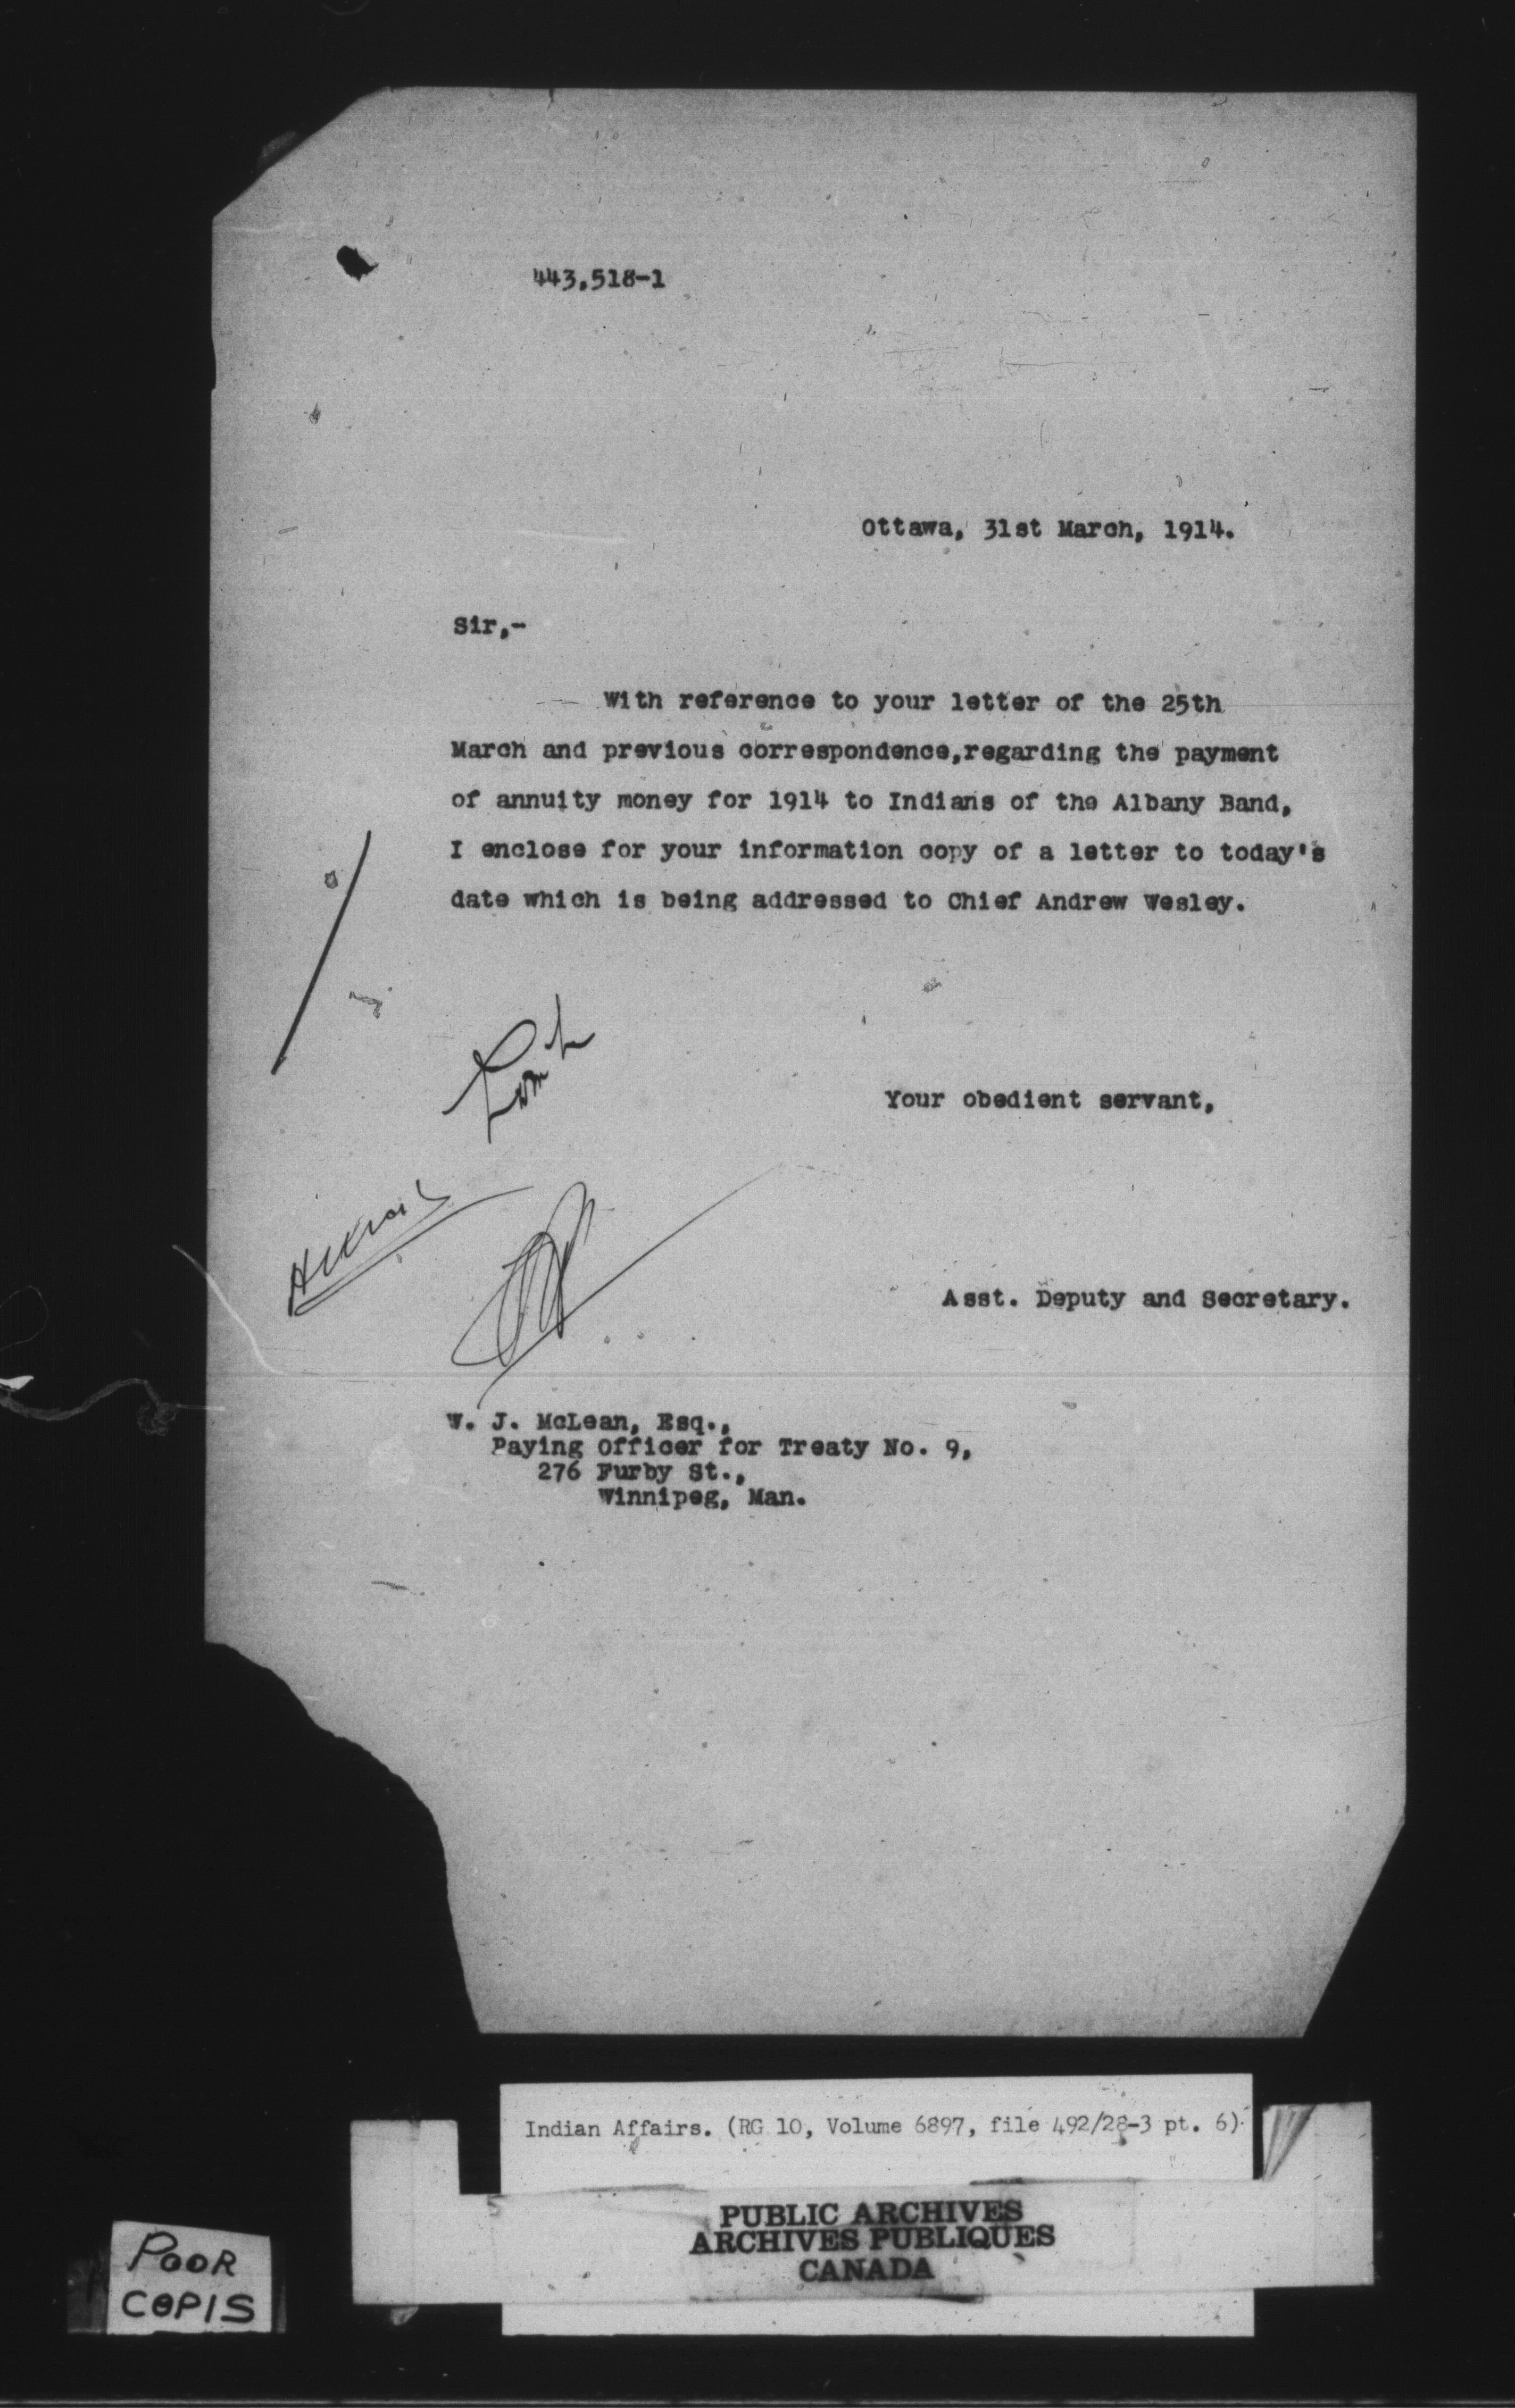 443,518-1
Ottawa, 31st March, 1914.
Sir,-
With reference to your letter of the 25th
March and previous correspondence,regarding the payment
of annuity money for 1914 to Indians of the Albany Band,
I enclose for your information copy of a letter to today's
date which is being addressed to Chief Andrew Wesley.
Your obedient servant,
Asst. Deputy and Secretary.
W. J. McLean, Esq.,
Paying Officer for Treaty No. 9,
276 Furby St.,
Winnipeg, Man.
Indian Affairs. (RG 10, Volume 6897, file 492/28-3 pt. 6)
PUBLIC ARCHIVES
ARCHIVES PUBLIQUES
CANADA
POOR
COPIS